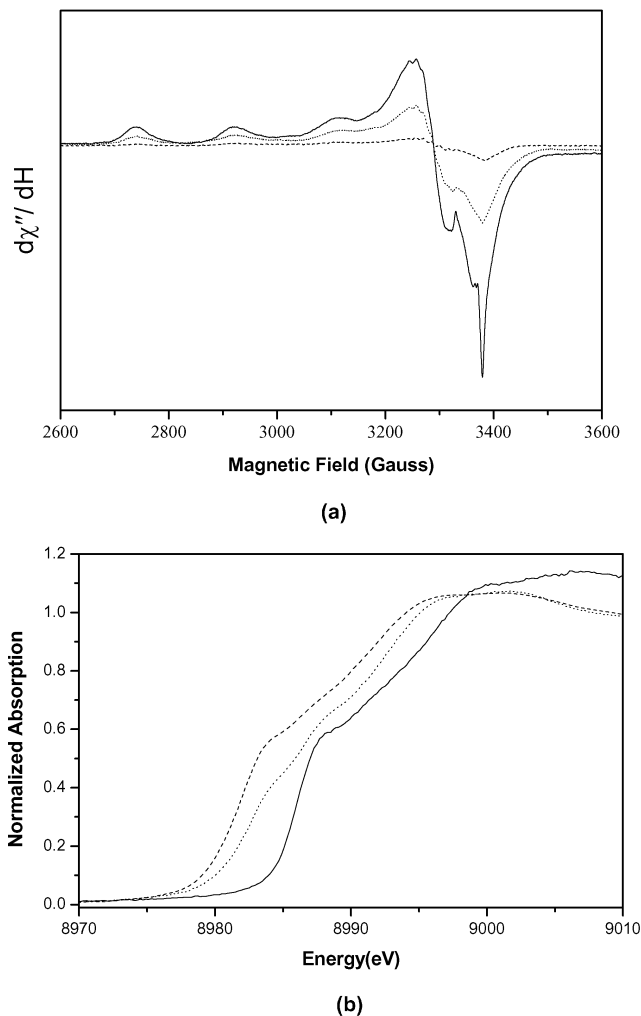 dχ″/ dH
2600 2800 3000 3200 3400 3600
Magnetic Field (Gauss)
(a)
1.2
1.0
0.8
0.6
0.4
0.2
0.0
Normalized Absorption
8970 8980 8990 9000 9010
Energy(eV)
(b)